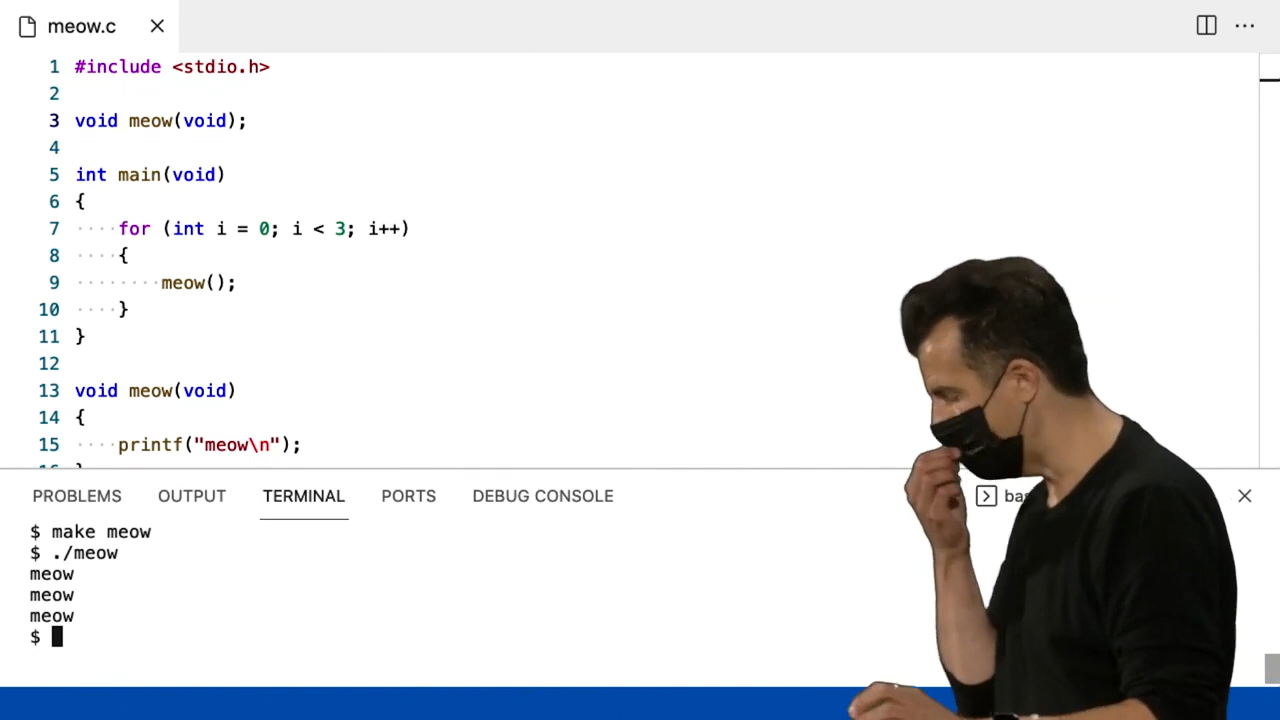 meow.c
1 #include <stdio.h>
2
3 void meow(void);
4
5 int main(void)
6 {
7 ····for (int i = 0; i < 3; i++)
8 ····{
9 ········meow();
10 ····}
11 }
12
13 void meow(void)
14 {
15 ····printf("meow\n");
PROBLEMS OUTPUT TERMINAL PORTS DEBUG CONSOLE
$ make meow
$ ./meow
meow
meow
meow
$